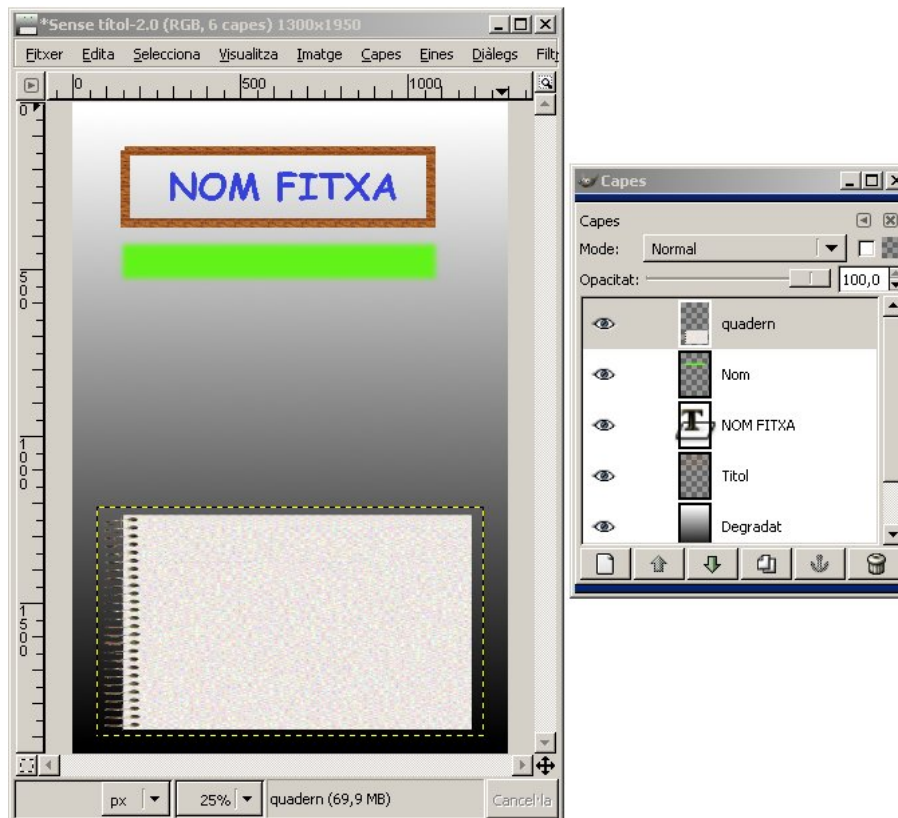 *Sense títol-2.0 (RGB, 6 capes) 1300x1950
Fitxer Edita Selecciona Visualitza Imatge Capes Eines Diàlegs Filt
0 500 1000
0
500
1000
1500
NOM FITXA
px 25% quadern (69,9 MB) Cancel·la
Capes
Capes
Mode: Normal
Opacitat: 100,0
quadern
Nom
T NOM FITXA
Titol
Degradat